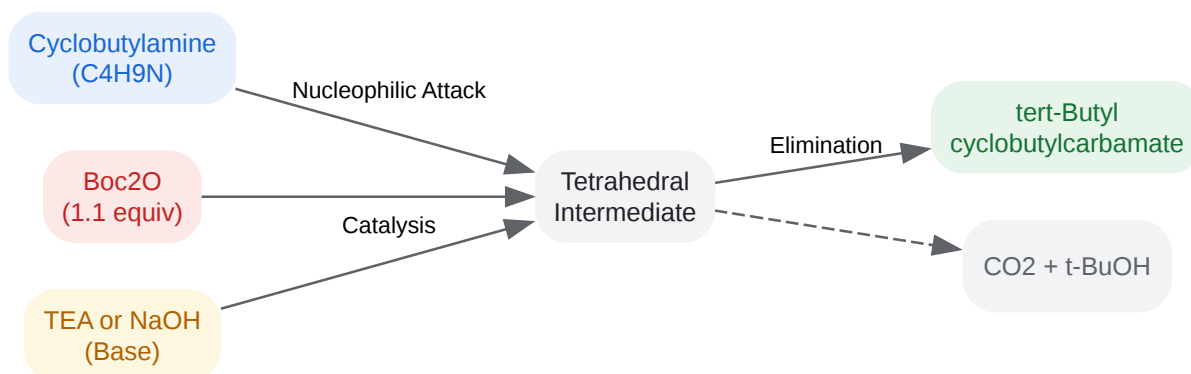 Cyclobutylamine
(C4H9N)
Nucleophilic Attack
Boc2O
(1.1 equiv)
Catalysis
TEA or NaOH
(Base)
Tetrahedral
Intermediate
Elimination
tert-Butyl
cyclobutylcarbamate
CO2 + t-BuOH